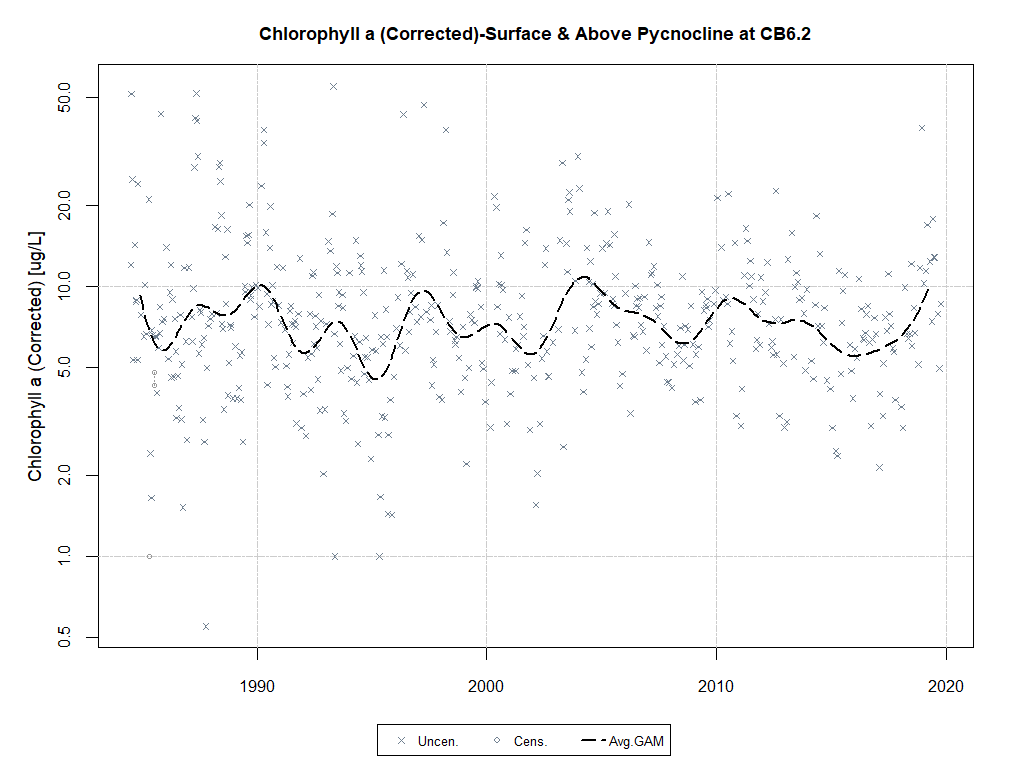 Chlorophyll a (Corrected)-Surface & Above Pycnocline at CB6.2
Chlorophyll a (Corrected) [ug/L]
50.0
20.0
10.0
5.0
2.0
1.0
0.5
1990 2000 2010 2020
Uncen. Cens. Avg.GAM